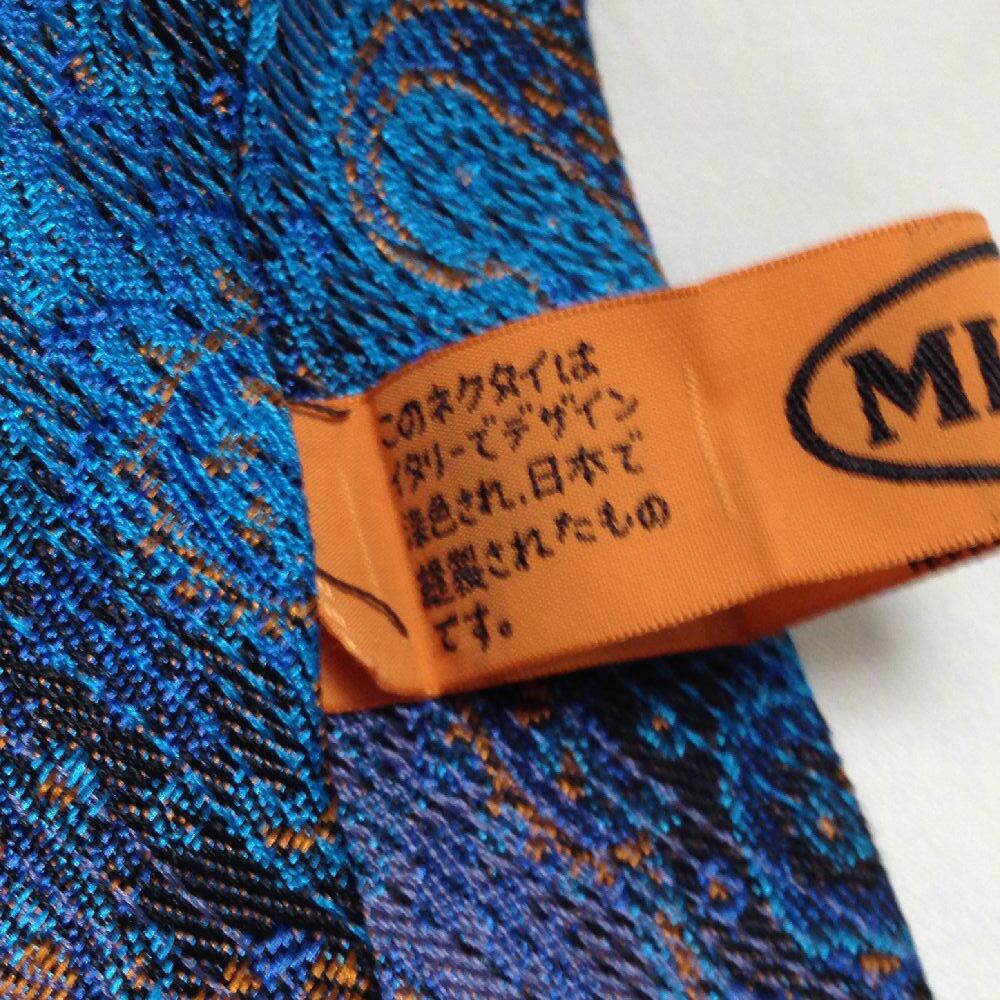 このネクタイは
イタリーでデザイン
染色され、日本で
縫製されたもの
です。
MI